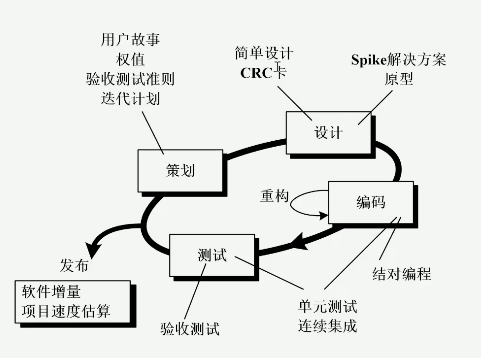 用户故事
权值
验收测试准则
迭代计划
简单设计
CRC卡
Spike解决方案
原型
设计
策划
重构
编码
测试
发布
软件增量
项目速度估算
验收测试
单元测试
连续集成
结对编程